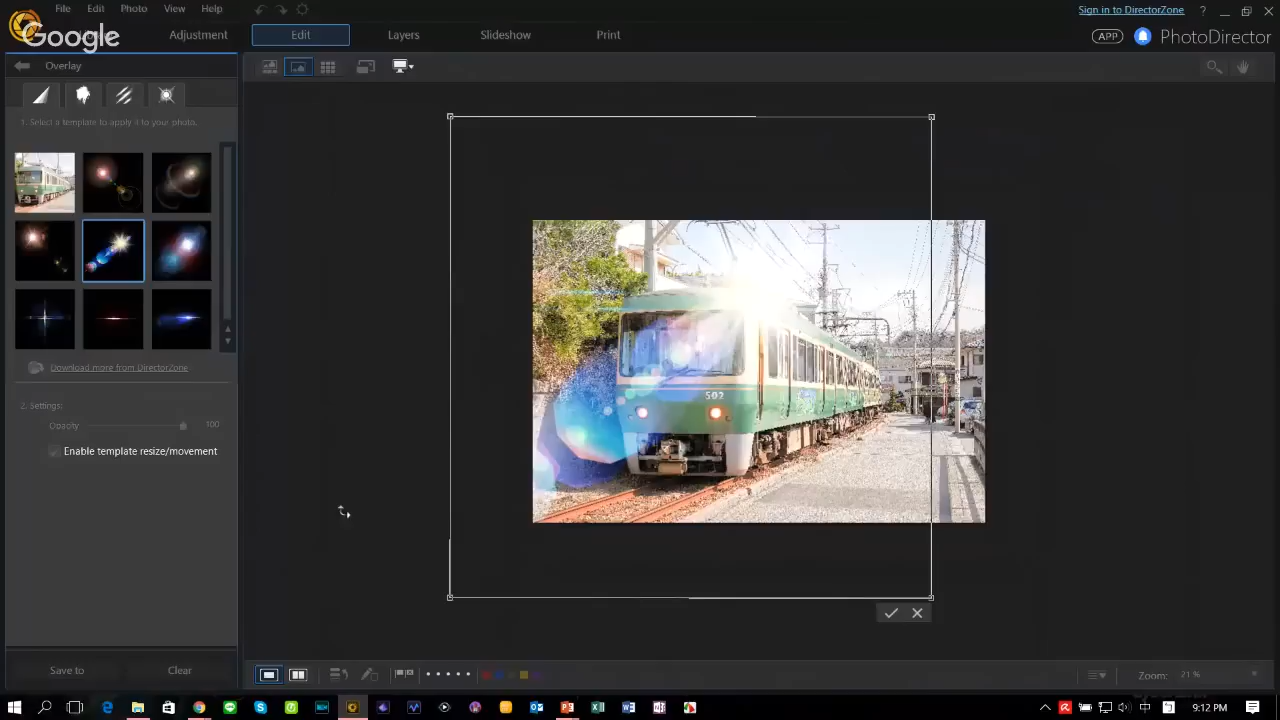 File Edit Photo View Help
Sign in to DirectorZone ?
Google
Adjustment Edit Layers Slideshow Print
APP PhotoDirector
Overlay
1. Select a template to apply it to your photo.
502
Download more from DirectorZone
2. Settings:
Opacity 100
Enable template resize/movement
Save to Clear
Zoom: 21 %
中 9:12 PM